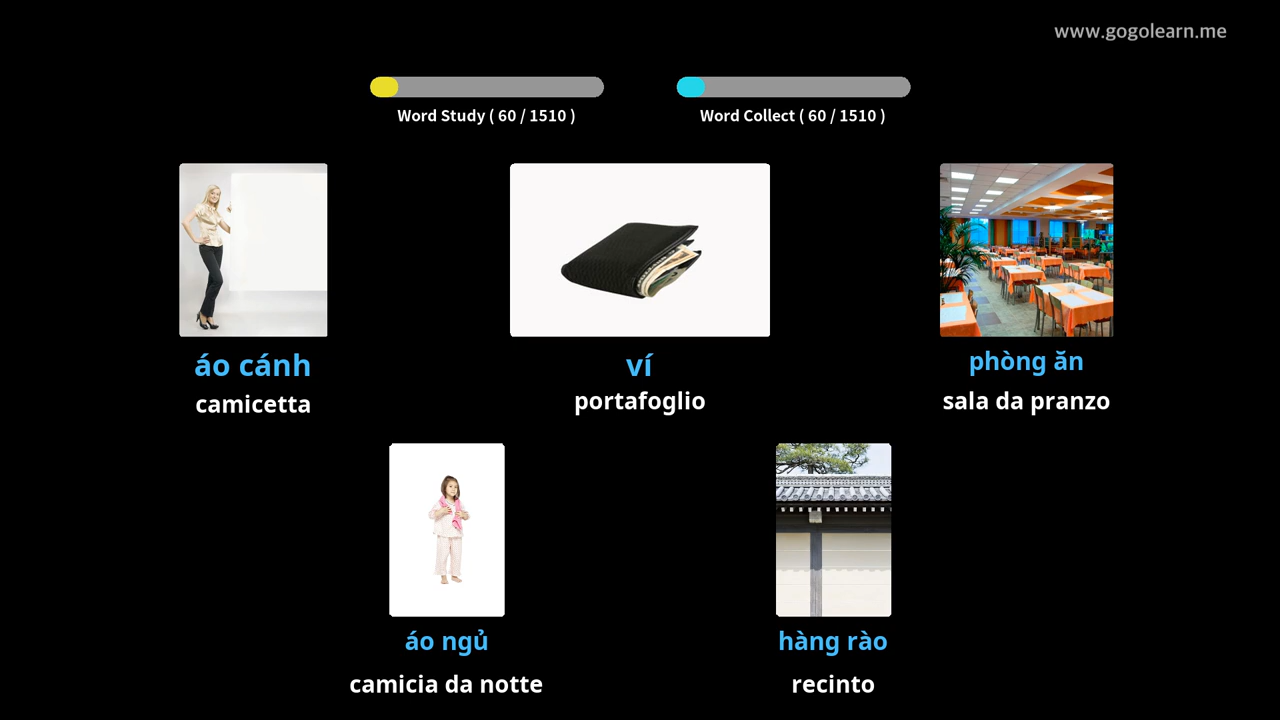 www.gogolearn.me
Word Study ( 60 / 1510 )
Word Collect ( 60 / 1510 )
áo cánh
camicetta
ví
portafoglio
phòng ăn
sala da pranzo
áo ngủ
camicia da notte
hàng rào
recinto